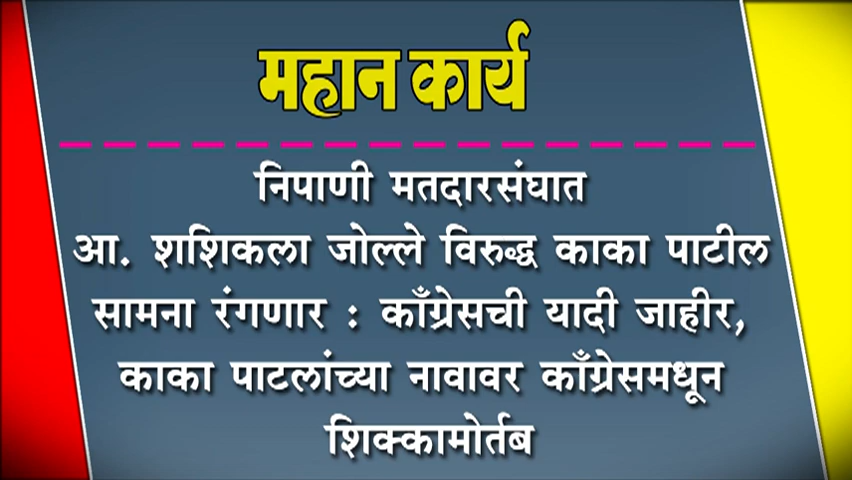 महान कार्य
निपाणी मतदारसंघात
आ. शशिकला जोल्ले विरुद्ध काका पाटील
सामना रंगणार : काँग्रेसची यादी जाहीर,
काका पाटलांच्या नावावर काँग्रेसमधून
शिक्कामोर्तब